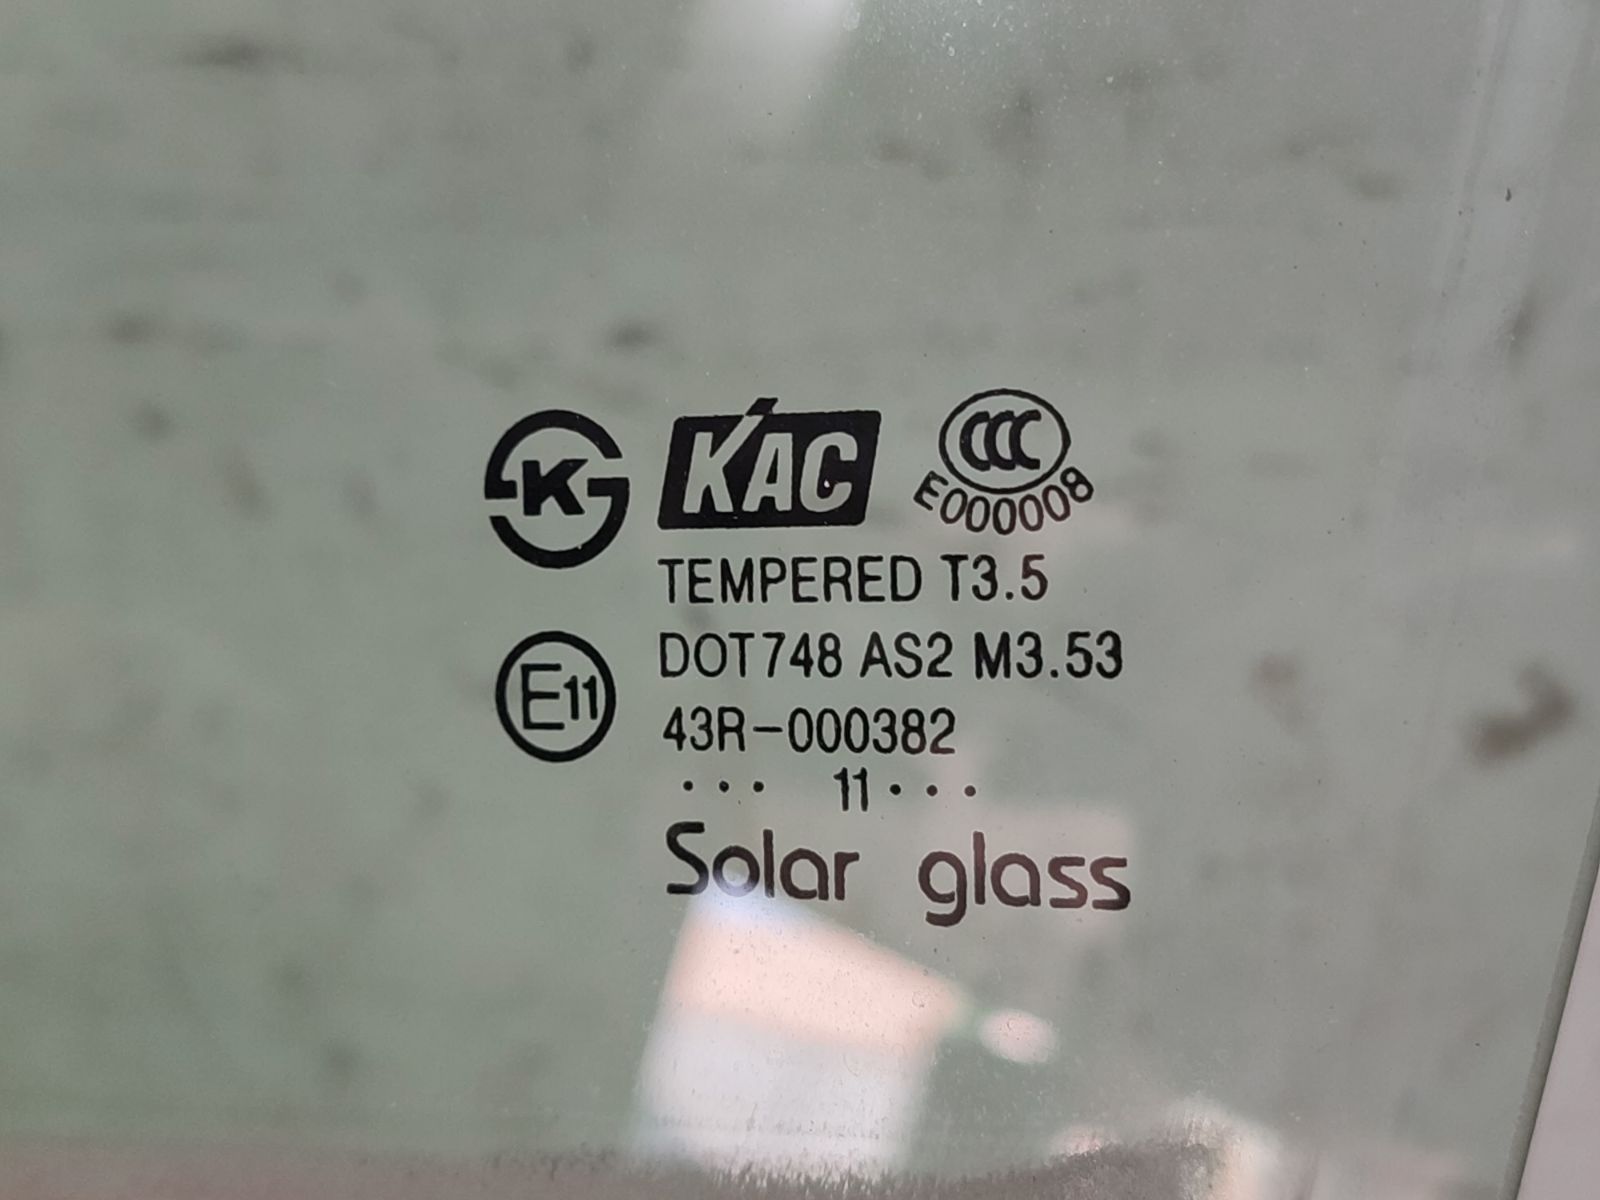 K
KAC
CCC
E000008
TEMPERED T3.5
DOT748 AS2 M3.53
E11
43R-000382
··· 11···
Solar glass